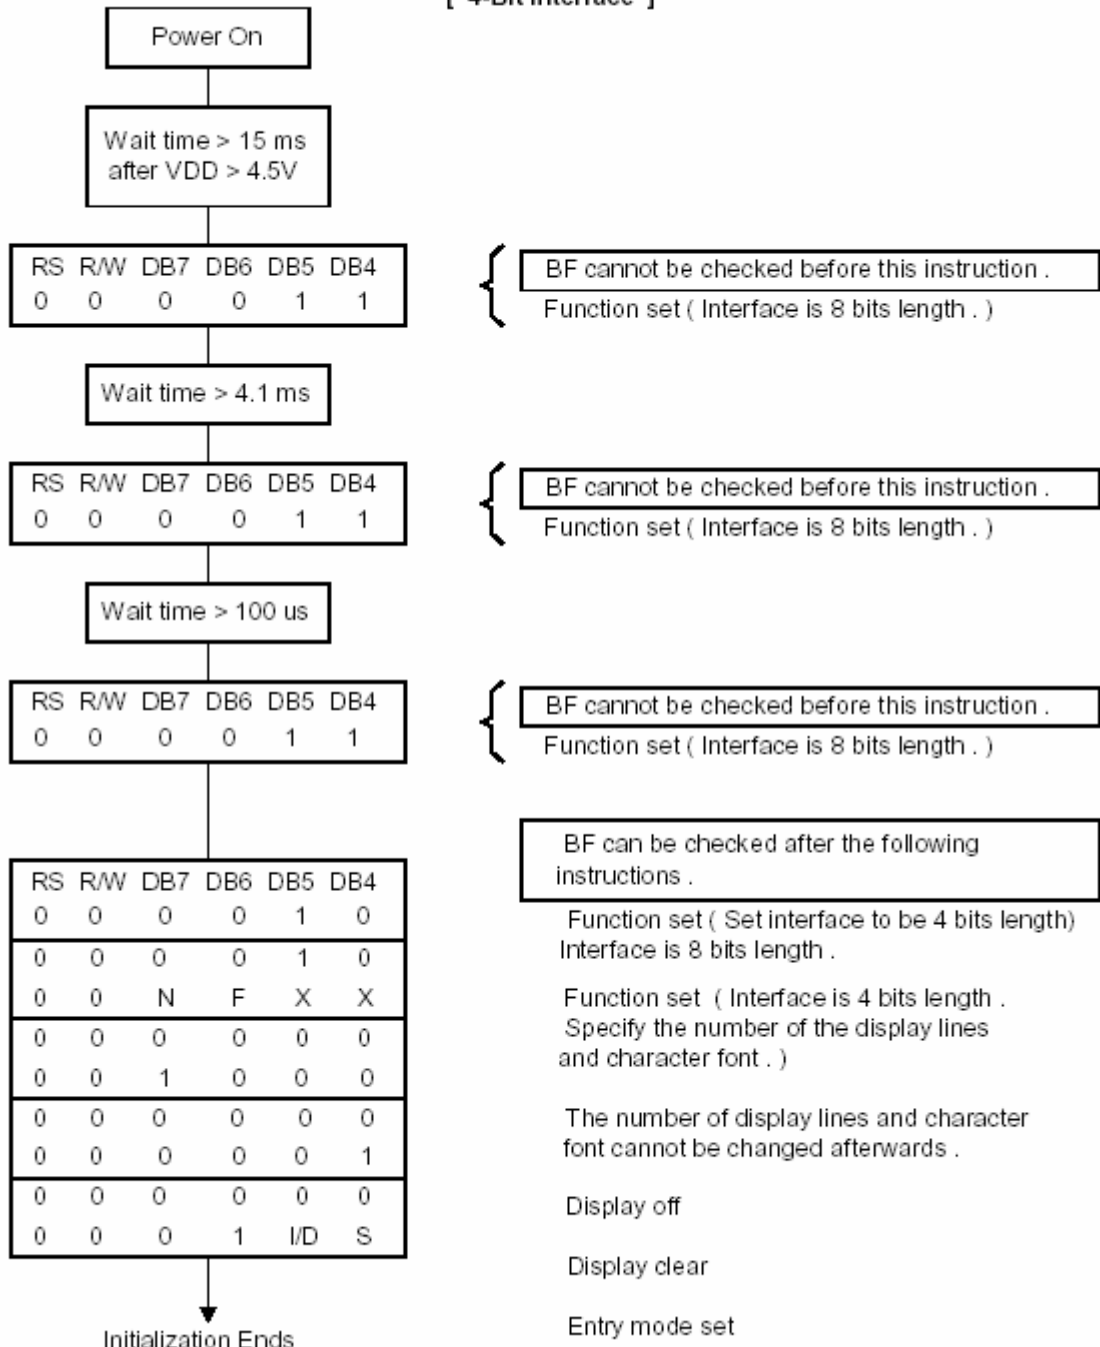 [ 4-Bit Interface ]
Power On
Wait time > 15 ms
after VDD > 4.5V
RS R/W DB7 DB6 DB5 DB4
0 0 0 0 1 1
BF cannot be checked before this instruction .
Function set ( Interface is 8 bits length . )
Wait time > 4.1 ms
RS R/W DB7 DB6 DB5 DB4
0 0 0 0 1 1
BF cannot be checked before this instruction .
Function set ( Interface is 8 bits length . )
Wait time > 100 us
RS R/W DB7 DB6 DB5 DB4
0 0 0 0 1 1
BF cannot be checked before this instruction .
Function set ( Interface is 8 bits length . )
RS R/W DB7 DB6 DB5 DB4
0 0 0 0 1 0
0 0 0 0 1 0
0 0 N F X X
0 0 0 0 0 0
0 0 1 0 0 0
0 0 0 0 0 0
0 0 0 0 0 1
0 0 0 0 0 0
0 0 0 1 I/D S
BF can be checked after the following
instructions .
Function set ( Set interface to be 4 bits length)
Interface is 8 bits length .
Function set ( Interface is 4 bits length .
Specify the number of the display lines
and character font . )
The number of display lines and character
font cannot be changed afterwards .
Display off
Display clear
Entry mode set
Initialization Ends